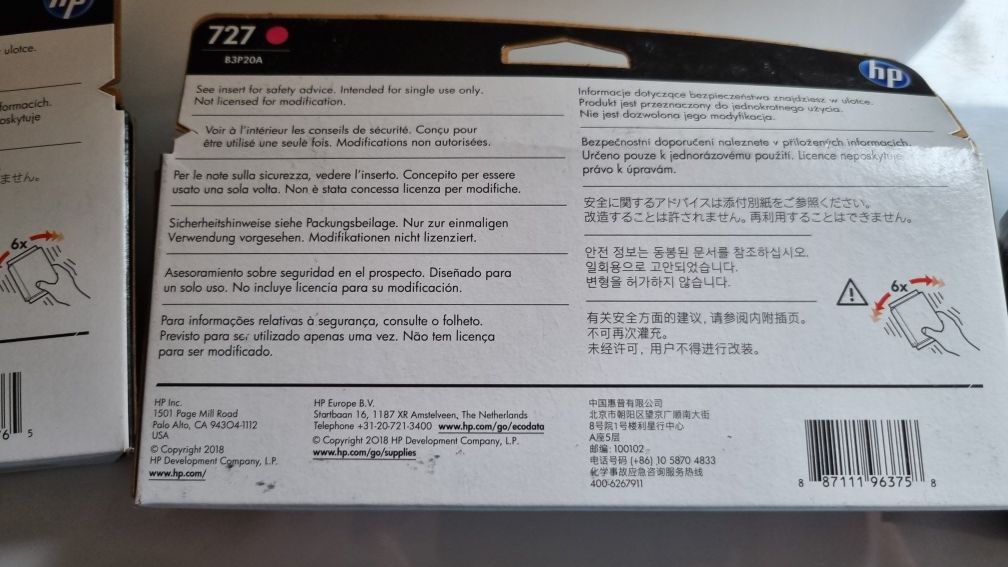 hp
ulotce.
formacích.
poskytuje
ません。
6x
6 5
727
B3P20A
hp
See insert for safety advice. Intended for single use only.
Not licensed for modification.
Voir à l'intérieur les conseils de sécurité. Conçu pour
être utilisé une seule fois. Modifications non autorisées.
Per le note sulla sicurezza, vedere l'inserto. Concepito per essere
usato una sola volta. Non è stata concessa licenza per modifiche.
Sicherheitshinweise siehe Packungsbeilage. Nur zur einmaligen
Verwendung vorgesehen. Modifikationen nicht lizenziert.
Asesoramiento sobre seguridad en el prospecto. Diseñado para
un solo uso. No incluye licencia para su modificación.
Para informações relativas à segurança, consulte o folheto.
Previsto para ser utilizado apenas uma vez. Não tem licença
para ser modificado.
Informacje dotyczące bezpieczeństwa znajdziesz w ulotce.
Produkt jest przeznaczony do jednokrotnego użycia.
Nie jest dozwolona jego modyfikacja.
Bezpečnostní doporučení naleznete v přiložených informacích.
Určeno pouze k jednorázovému použití. Licence neposkytuje
právo k úpravám.
安全に関するアドバイスは添付別紙をご参照ください。
改造することは許されません。再利用することはできません。
안전 정보는 동봉된 문서를 참조하십시오.
일회용으로 고안되었습니다.
변형을 허가하지 않습니다.
有关安全方面的建议，请参阅内附插页。
不可再次灌充。
未经许可，用户不得进行改装。
6x
HP Inc.
1501 Page Mill Road
Palo Alto, CA 94304-1112
USA
© Copyright 2018
HP Development Company, L.P.
www.hp.com/
HP Europe B.V.
Startbaan 16, 1187 XR Amstelveen, The Netherlands
Telephone +31-20-721-3400 www.hp.com/go/ecodata
© Copyright 2018 HP Development Company, L.P.
www.hp.com/go/supplies
中国惠普有限公司
北京市朝阳区望京广顺南大街
8号院1号楼利星行中心
A座5层
邮编: 100102
电话号码 (+86) 10 5870 4833
化学事故应急咨询服务热线
400-6267911
8 87111 96375 8